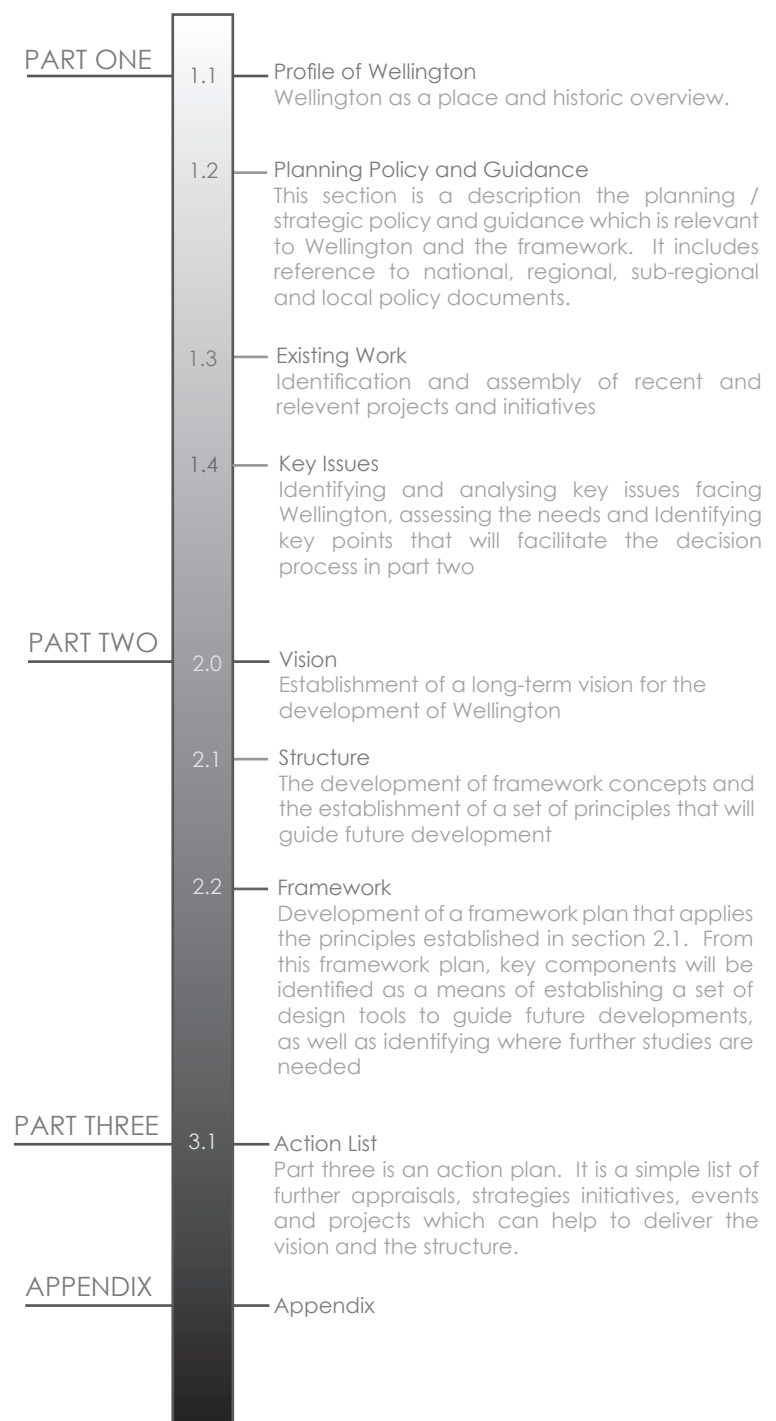 PART ONE
1.1
Profile of Wellington
Wellington as a place and historic overview.
1.2
Planning Policy and Guidance
This section is a description the planning /
strategic policy and guidance which is relevant
to Wellington and the framework. It includes
reference to national, regional, sub-regional
and local policy documents.
1.3
Existing Work
Identification and assembly of recent and
relevent projects and initiatives
1.4
Key Issues
Identifying and analysing key issues facing
Wellington, assessing the needs and Identifying
key points that will facilitate the decision
process in part two
PART TWO
2.0
Vision
Establishment of a long-term vision for the
development of Wellington
2.1
Structure
The development of framework concepts and
the establishment of a set of principles that will
guide future development
2.2
Framework
Development of a framework plan that applies
the principles established in section 2.1. From
this framework plan, key components will be
identified as a means of establishing a set of
design tools to guide future developments,
as well as identifying where further studies are
needed
PART THREE
3.1
Action List
Part three is an action plan. It is a simple list of
further appraisals, strategies initiatives, events
and projects which can help to deliver the
vision and the structure.
APPENDIX
Appendix